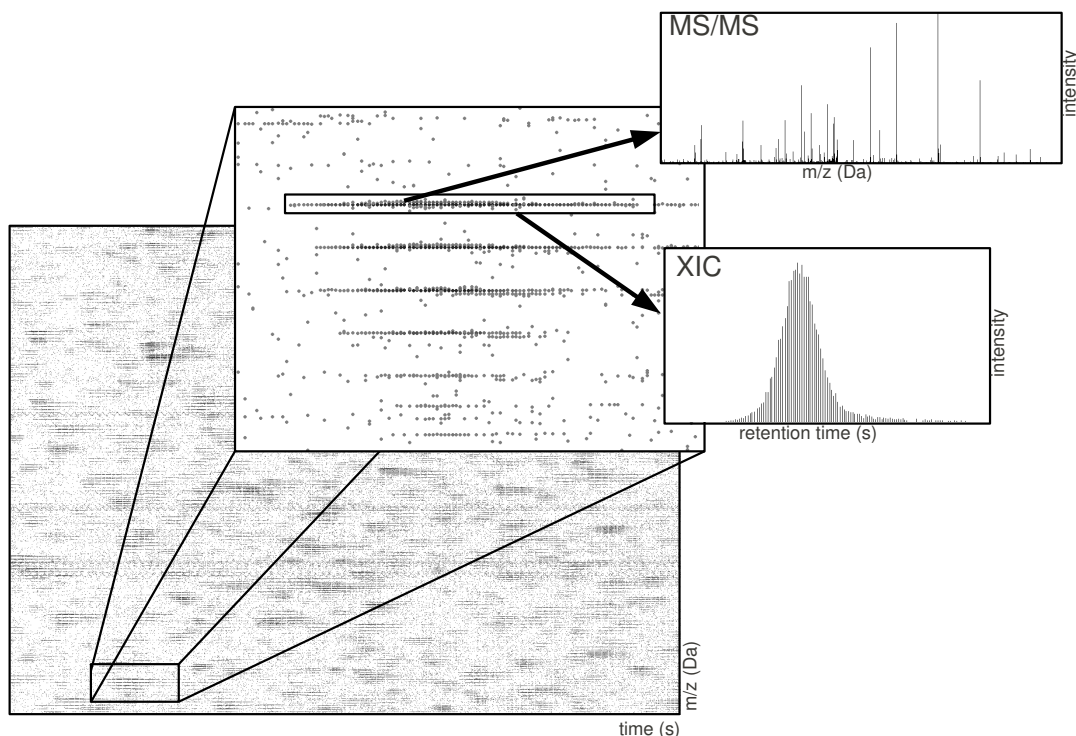 MS/MS
intensity
m/z (Da)
XIC
intensity
retention time (s)
m/z (Da)
time (s)